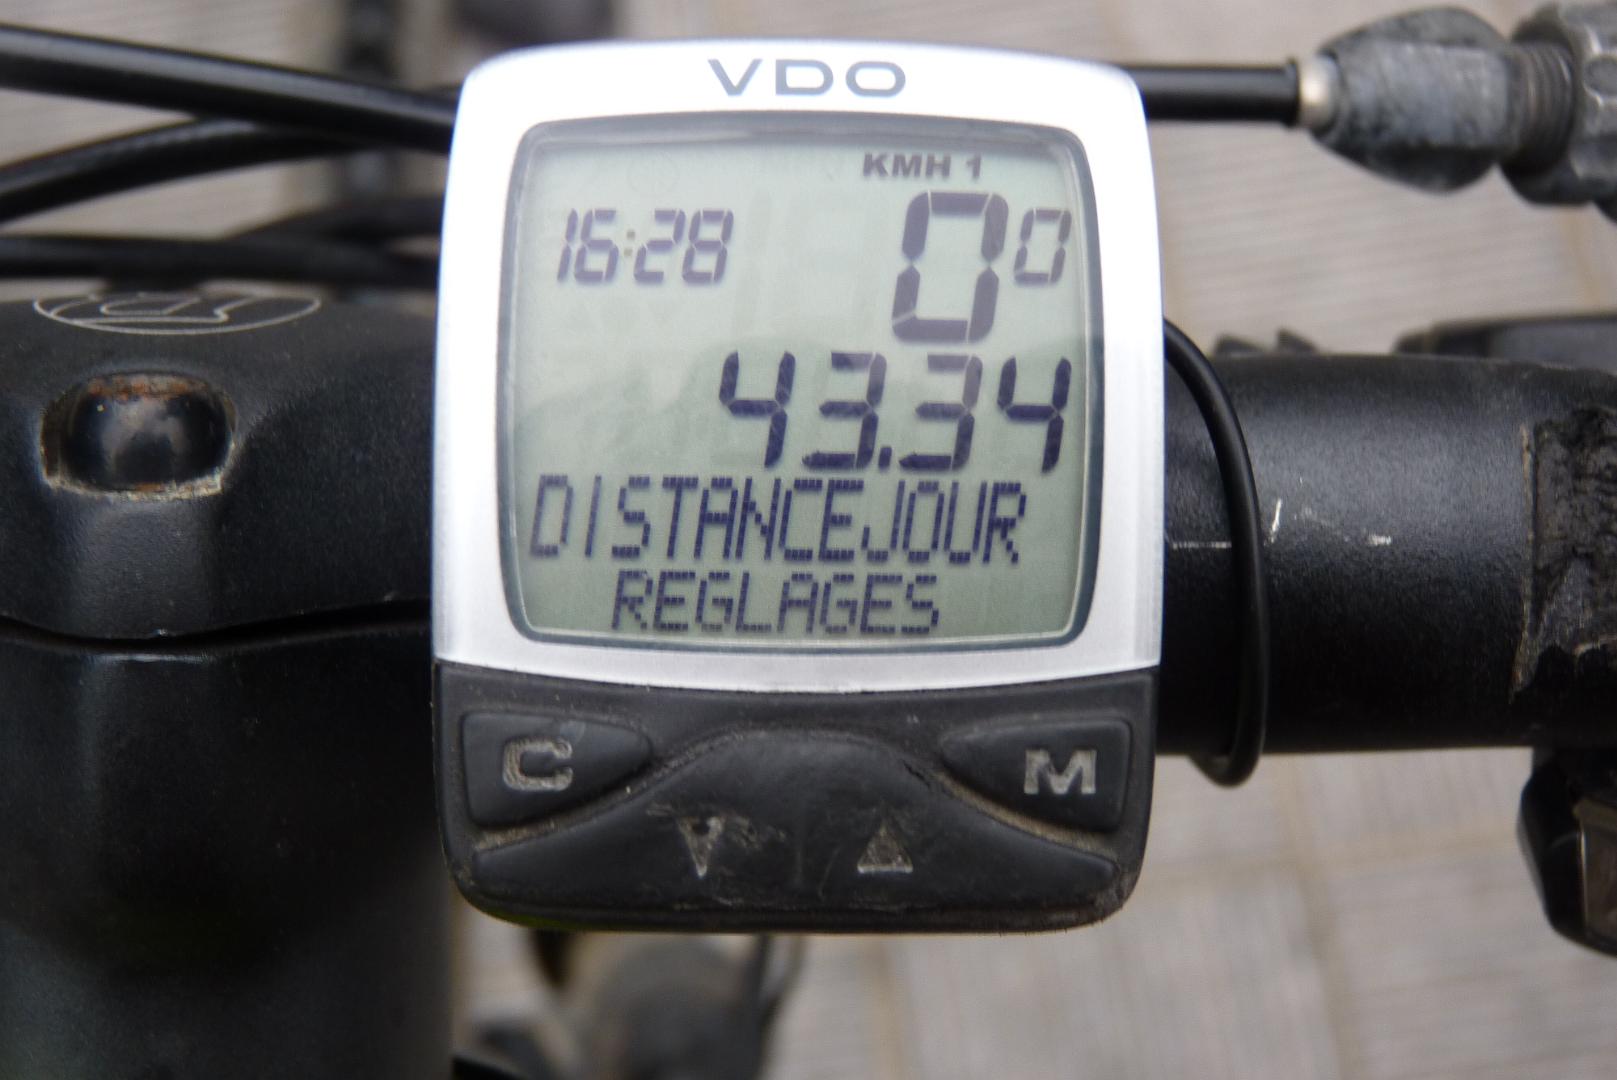 VDO
KMH 1
16:28 0 0
43.34
DISTANCEJOUR
REGLAGES
C M